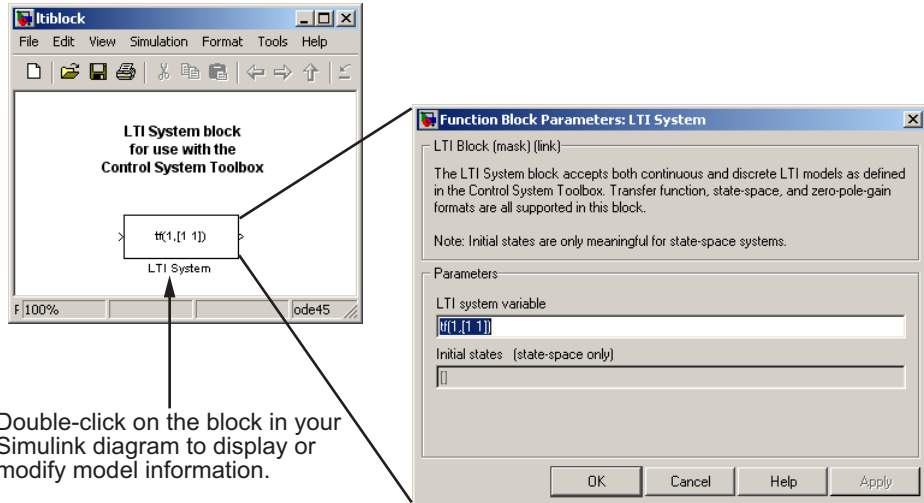 ltiblock
File Edit View Simulation Format Tools Help
LTI System block
for use with the
Control System Toolbox
tf(1,[1 1])
LTI System
F 100% ode45
Double-click on the block in your
Simulink diagram to display or
modify model information.
Function Block Parameters: LTI System
LTI Block (mask) (link)
The LTI System block accepts both continuous and discrete LTI models as defined
in the Control System Toolbox. Transfer function, state-space, and zero-pole-gain
formats are all supported in this block.
Note: Initial states are only meaningful for state-space systems.
Parameters
LTI system variable
tf(1,[1 1])
Initial states (state-space only)
[]
OK Cancel Help Apply